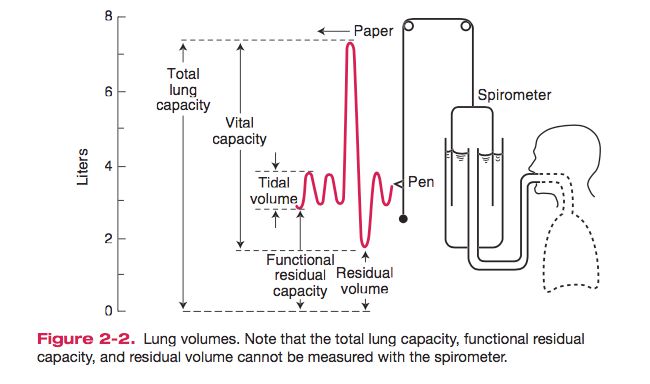 8
Paper
Total
lung
capacity
6
Spirometer
Vital
capacity
Liters
4
Tidal
volume
Pen
2
Functional
residual
capacity
Residual
volume
0
Figure 2-2. Lung volumes. Note that the total lung capacity, functional residual
capacity, and residual volume cannot be measured with the spirometer.